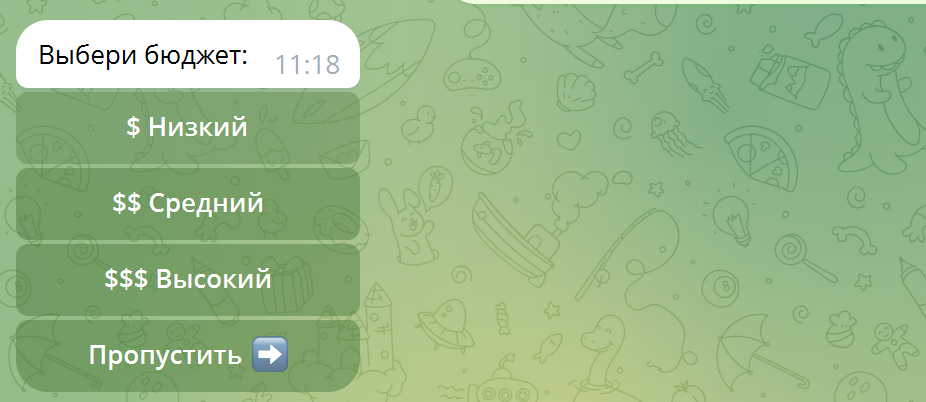 Выбери бюджет:
11:18
$ Низкий
$$ Средний
$$$ Высокий
Пропустить ➡️